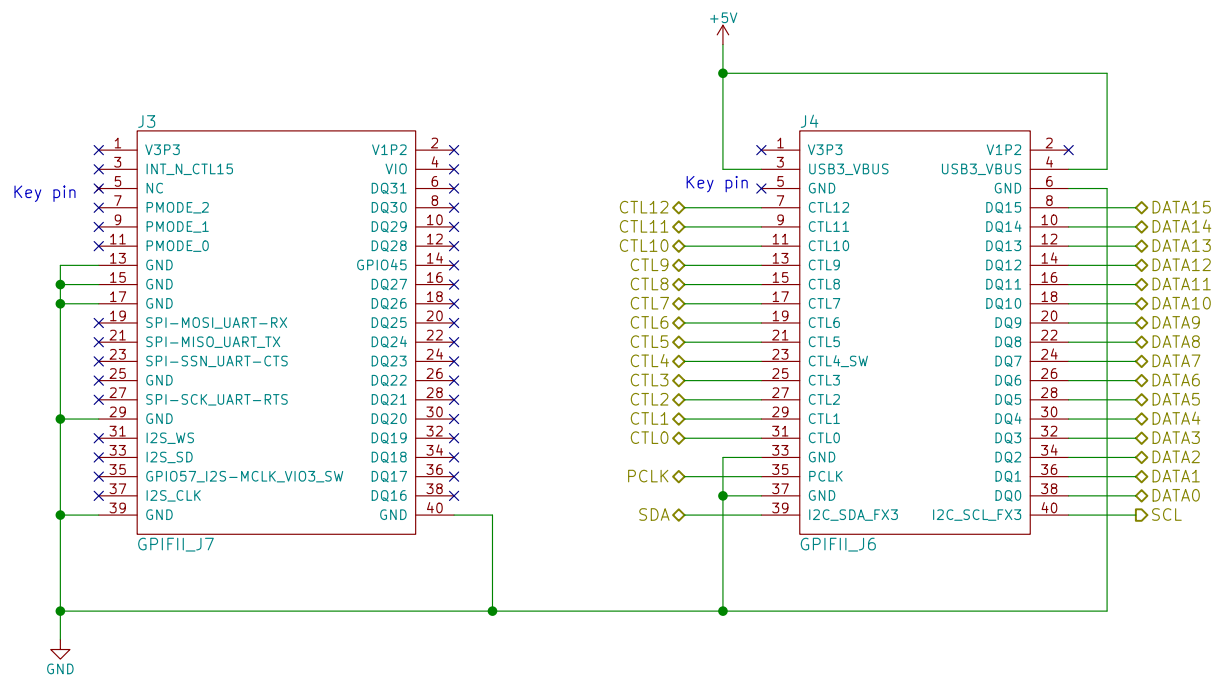 +5V
J3
1 V3P3 V1P2 2
3 INT_N_CTL15 VIO 4
5 NC DQ31 6
Key pin
7 PMODE_2 DQ30 8
9 PMODE_1 DQ29 10
11 PMODE_0 DQ28 12
13 GND GPIO45 14
15 GND DQ27 16
17 GND DQ26 18
19 SPI-MOSI_UART-RX DQ25 20
21 SPI-MISO_UART_TX DQ24 22
23 SPI-SSN_UART-CTS DQ23 24
25 GND DQ22 26
27 SPI-SCK_UART-RTS DQ21 28
29 GND DQ20 30
31 I2S_WS DQ19 32
33 I2S_SD DQ18 34
35 GPIO57_I2S-MCLK_VIO3_SW DQ17 36
37 I2S_CLK DQ16 38
39 GND GND 40
GPIFII_J7
GND
J4
1 V3P3 V1P2 2
3 USB3_VBUS USB3_VBUS 4
Key pin 5 GND GND 6
CTL12 7 CTL12 DQ15 8 DATA15
CTL11 9 CTL11 DQ14 10 DATA14
CTL10 11 CTL10 DQ13 12 DATA13
CTL9 13 CTL9 DQ12 14 DATA12
CTL8 15 CTL8 DQ11 16 DATA11
CTL7 17 CTL7 DQ10 18 DATA10
CTL6 19 CTL6 DQ9 20 DATA9
CTL5 21 CTL5 DQ8 22 DATA8
CTL4 23 CTL4_SW DQ7 24 DATA7
CTL3 25 CTL3 DQ6 26 DATA6
CTL2 27 CTL2 DQ5 28 DATA5
CTL1 29 CTL1 DQ4 30 DATA4
CTL0 31 CTL0 DQ3 32 DATA3
33 GND DQ2 34 DATA2
PCLK 35 PCLK DQ1 36 DATA1
37 GND DQ0 38 DATA0
SDA 39 I2C_SDA_FX3 I2C_SCL_FX3 40 SCL
GPIFII_J6